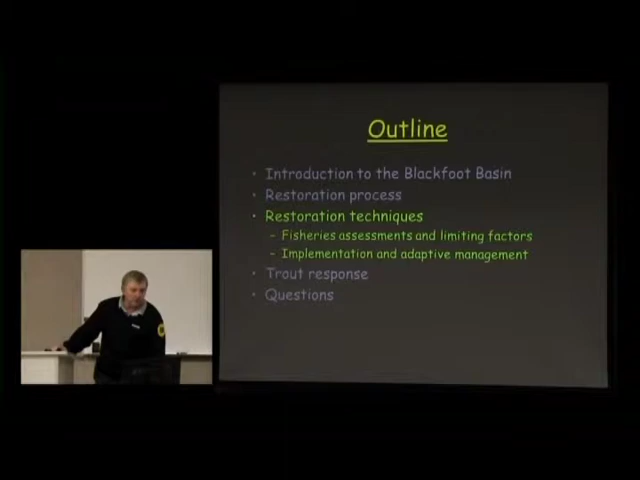 Outline
• Introduction to the Blackfoot Basin
• Restoration process
• Restoration techniques
– Fisheries assessments and limiting factors
– Implementation and adaptive management
• Trout response
• Questions